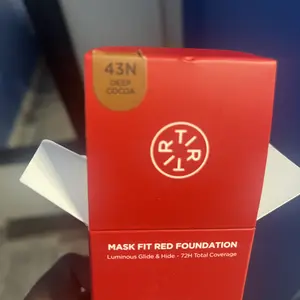 43N
DEEP
COCOA
TIRTIR
MASK FIT RED FOUNDATION
Luminous Glide & Hide - 72H Total Coverage